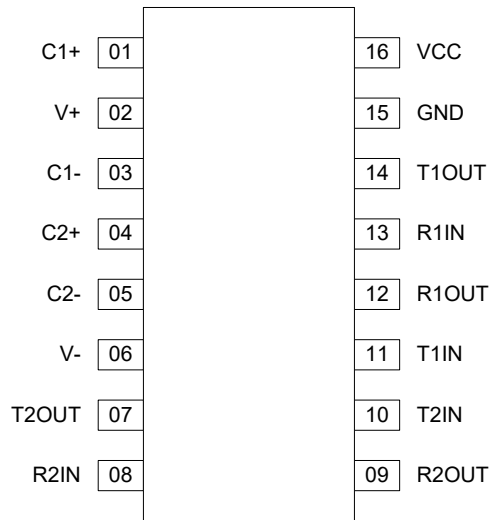 C1+ 01 16 VCC
V+ 02 15 GND
C1- 03 14 T1OUT
C2+ 04 13 R1IN
C2- 05 12 R1OUT
V- 06 11 T1IN
T2OUT 07 10 T2IN
R2IN 08 09 R2OUT